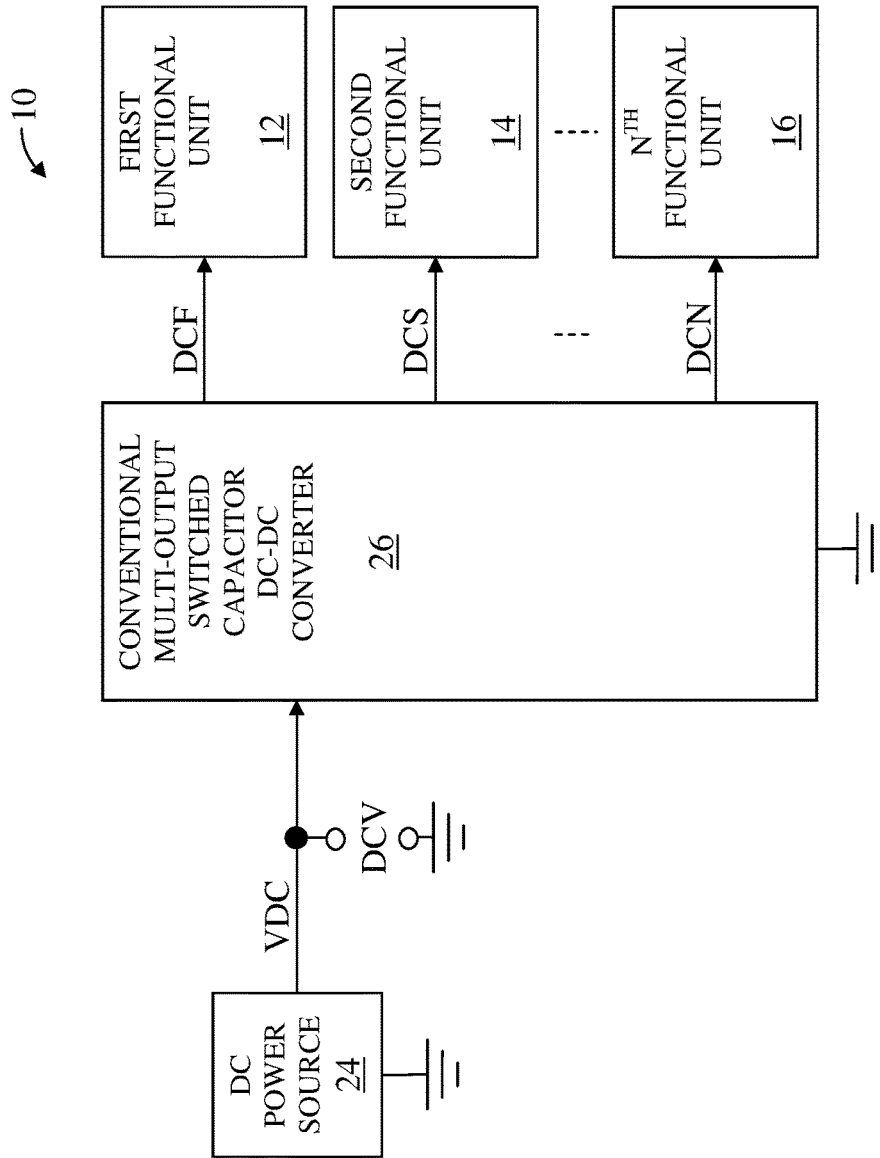 10
DC
POWER
SOURCE
24
VDC
DCV
CONVENTIONAL
MULTI-OUTPUT
SWITCHED
CAPACITOR
DC-DC
CONVERTER
26
DCF
DCS
DCN
FIRST
FUNCTIONAL
UNIT
12
SECOND
FUNCTIONAL
UNIT
14
NTH
FUNCTIONAL
UNIT
16